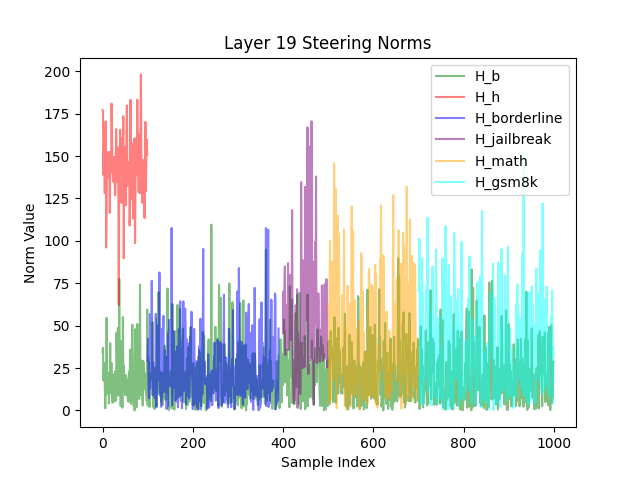 Layer 19 Steering Norms
H_b
H_h
H_borderline
H_jailbreak
H_math
H_gsm8k
Norm Value
200
175
150
125
100
75
50
25
0
0
200
400
600
800
1000
Sample Index